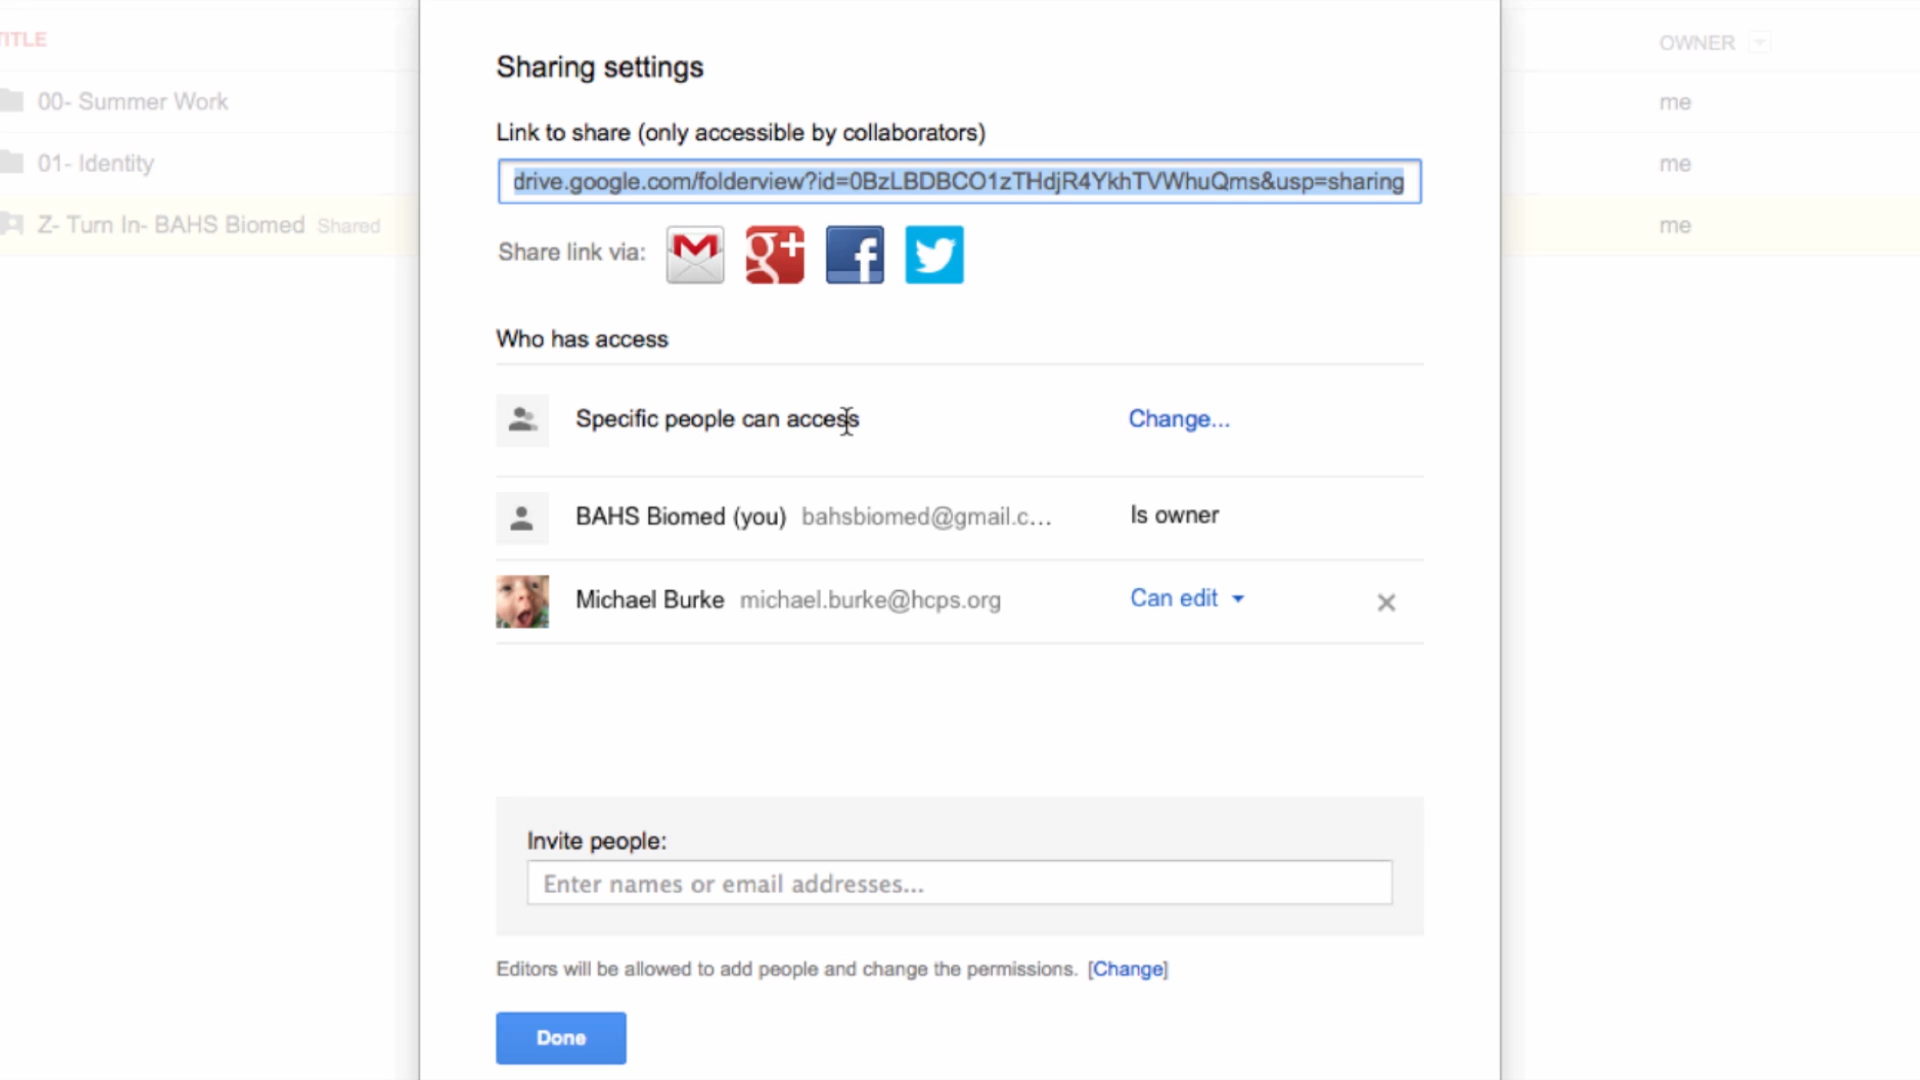 TITLE
OWNER
00- Summer Work
me
01- Identity
me
Z- Turn In- BAHS Biomed Shared
me
Sharing settings
Link to share (only accessible by collaborators)
drive.google.com/folderview?id=0BzLBDBCO1zTHdjR4YkhTVWhuQms&usp=sharing
Share link via:
g+
f
Who has access
Specific people can access
Change...
BAHS Biomed (you) bahsbiomed@gmail.c...
Is owner
Michael Burke michael.burke@hcps.org
Can edit
Invite people:
Enter names or email addresses...
Editors will be allowed to add people and change the permissions. [Change]
Done